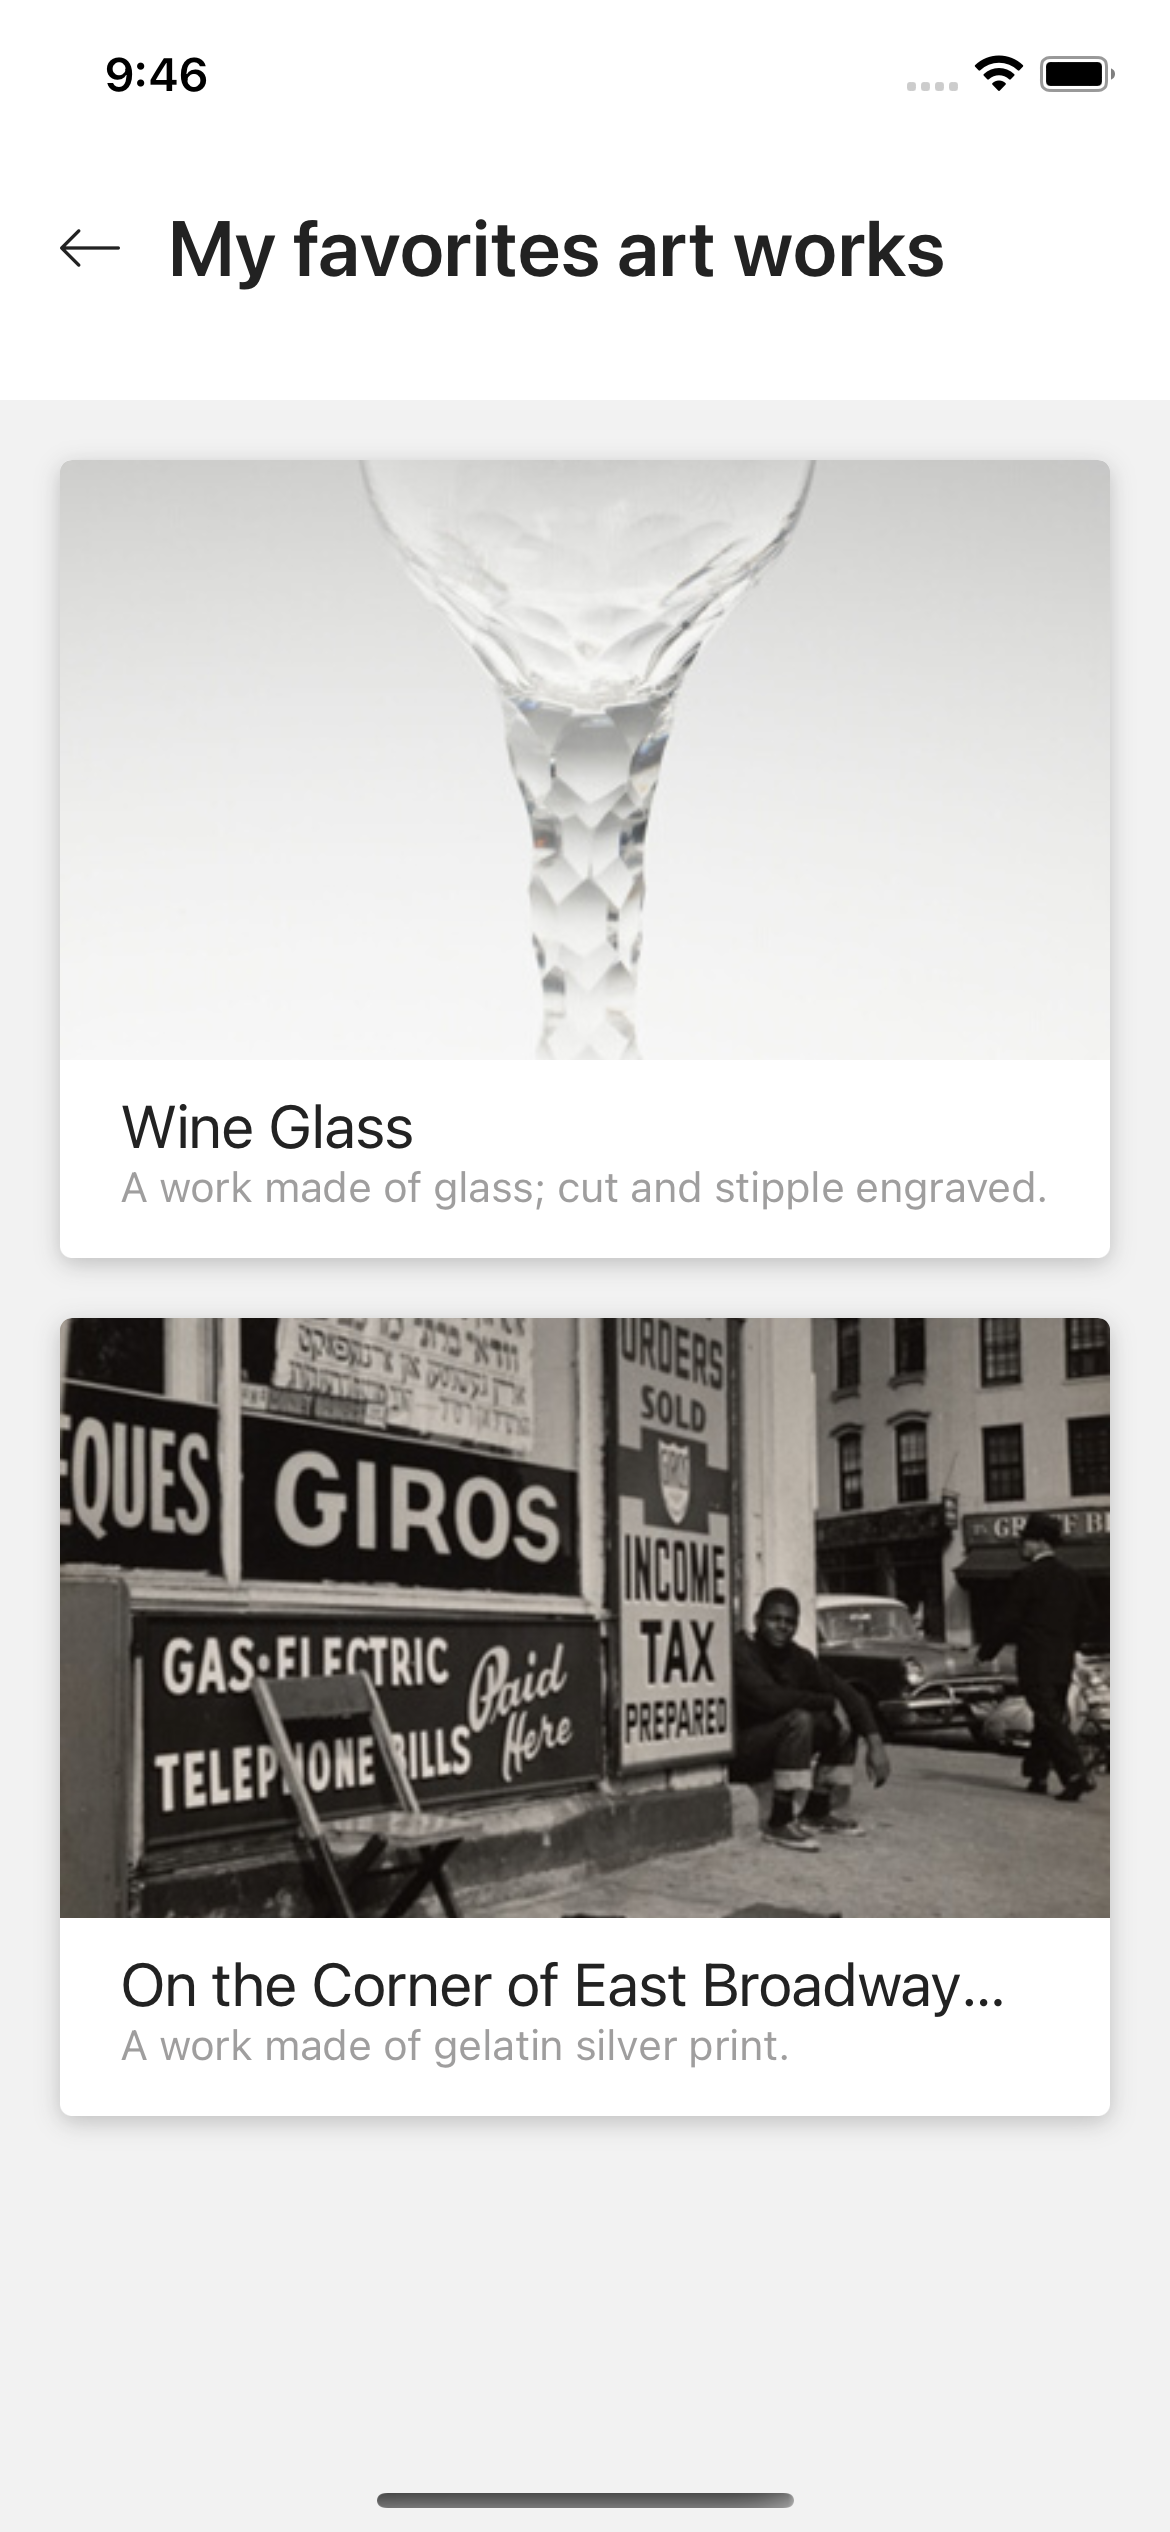 9:46
My favorites art works
EQUES
GIROS
ORDERS
SOLD
GIRO
INCOME
TAX
PREPARED
GAS·ELECTRIC
TELEPHONE BILLS
Paid
Here
Wine Glass
A work made of glass; cut and stipple engraved.
On the Corner of East Broadway...
A work made of gelatin silver print.